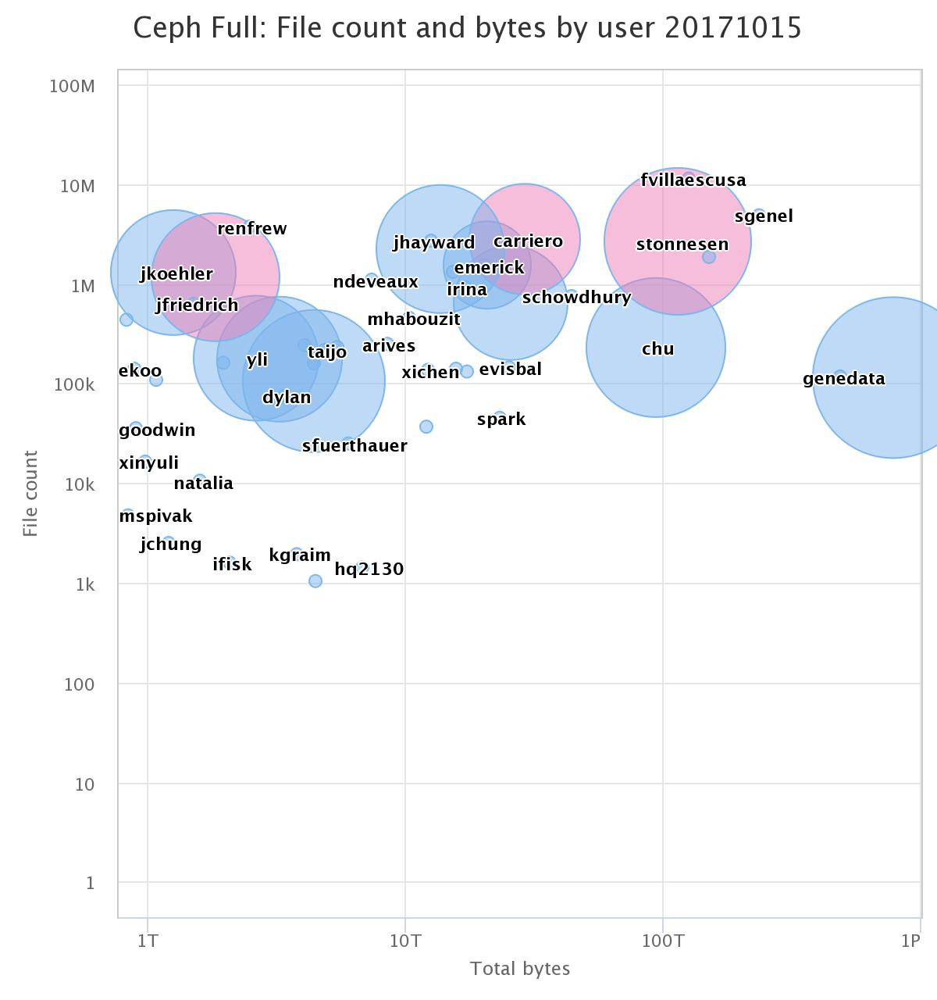 Ceph Full: File count and bytes by user 20171015
100M
10M
1M
100k
10k
1k
100
10
1
File count
fvillaescusa
sgenel
renfrew
jhayward
carriero
stonnesen
emerick
jkoehler
ndeveaux
irina
schowdhury
jfriedrich
mhabouzit
arives
taijo
chu
yli
ekoo
xichen
evisbal
genedata
dylan
spark
goodwin
sfuerthauer
xinyuli
natalia
mspivak
jchung
kgraim
ifisk
hq2130
1T
10T
100T
1P
Total bytes